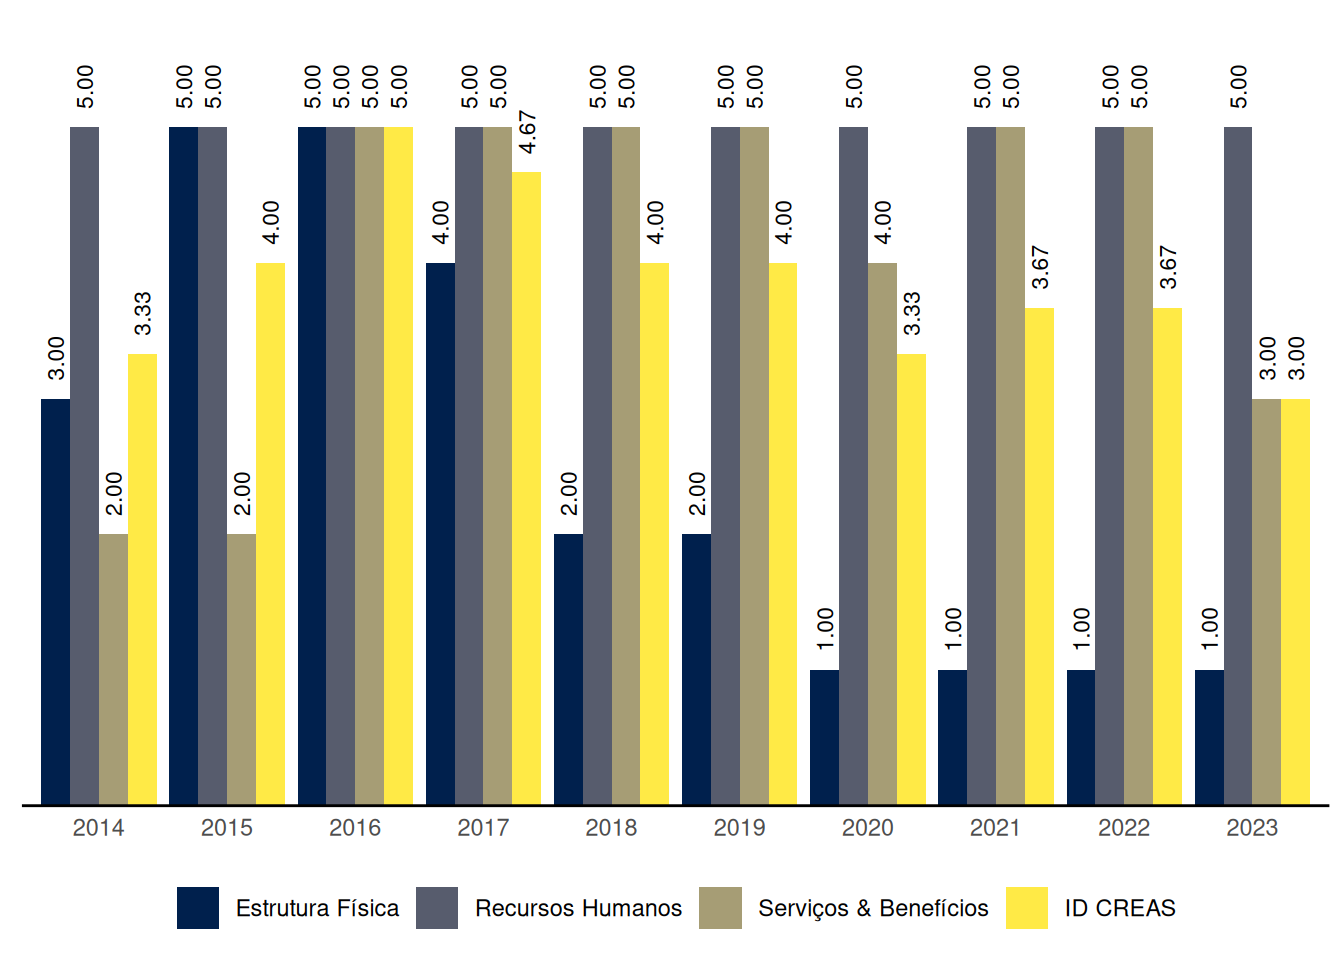 5.00 5.00 5.00 5.00 5.00 5.00 5.00 5.00 5.00 5.00 5.00 5.00 5.00 5.00 5.00 5.00 5.00 5.00 5.00
4.67
4.00 4.00 4.00 4.00 4.00
3.67 3.67
3.33 3.33
3.00 3.00 3.00
2.00 2.00 2.00 2.00
1.00 1.00 1.00 1.00
2014 2015 2016 2017 2018 2019 2020 2021 2022 2023
Estrutura Física Recursos Humanos Serviços & Benefícios ID CREAS